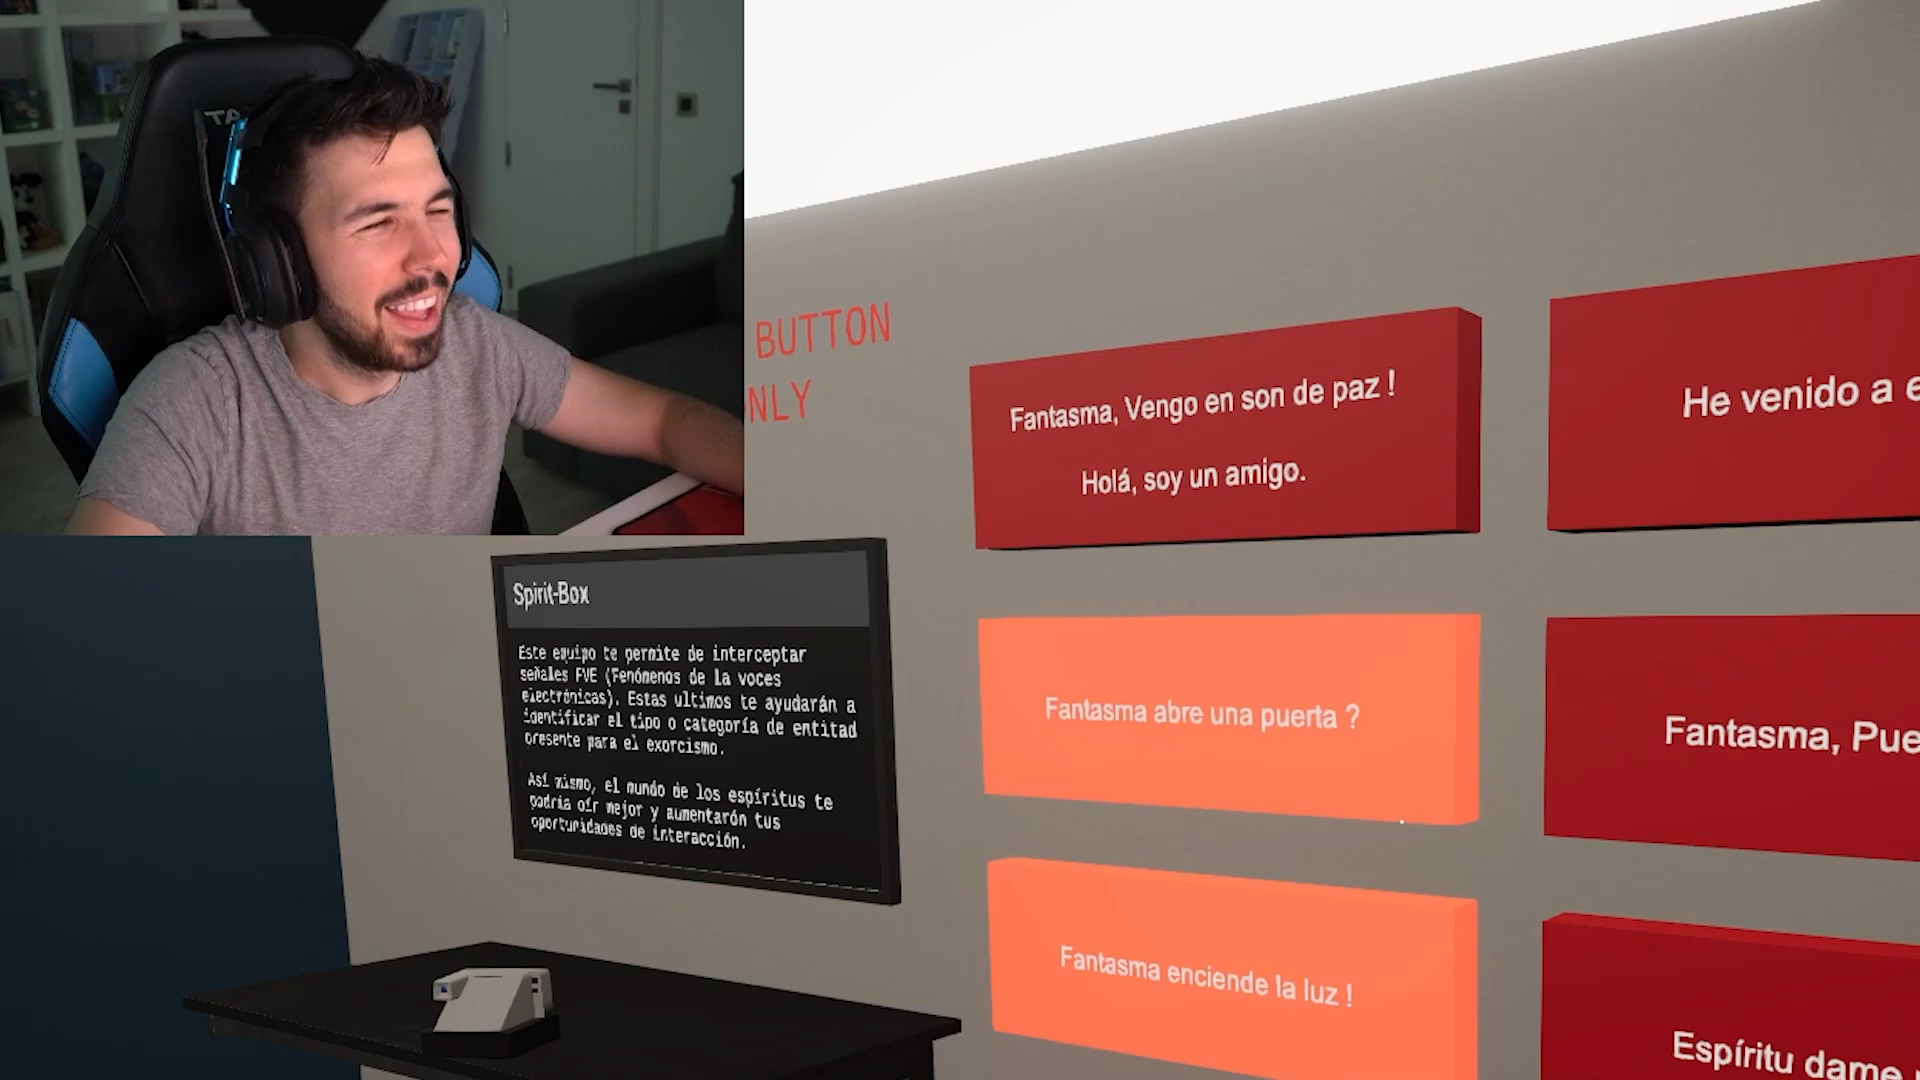 BUTTON
Fantasma, Vengo en son de paz !
Holá, soy un amigo.
He venido a
Spirit-Box
Este equipo te permite de interceptar
señales FVE (Fenómenos de la voces
electrónicas). Estas ultimos te ayudarán a
identificar el tipo o categoría de entitad
presente para el exorcismo.
Así mismo, el mundo de los espíritus te
podría oír mejor y aumentarón tus
oportunidades de interacción.
Fantasma abre una puerta ?
Fantasma, Pue
Fantasma enciende la luz !
Espíritu dame